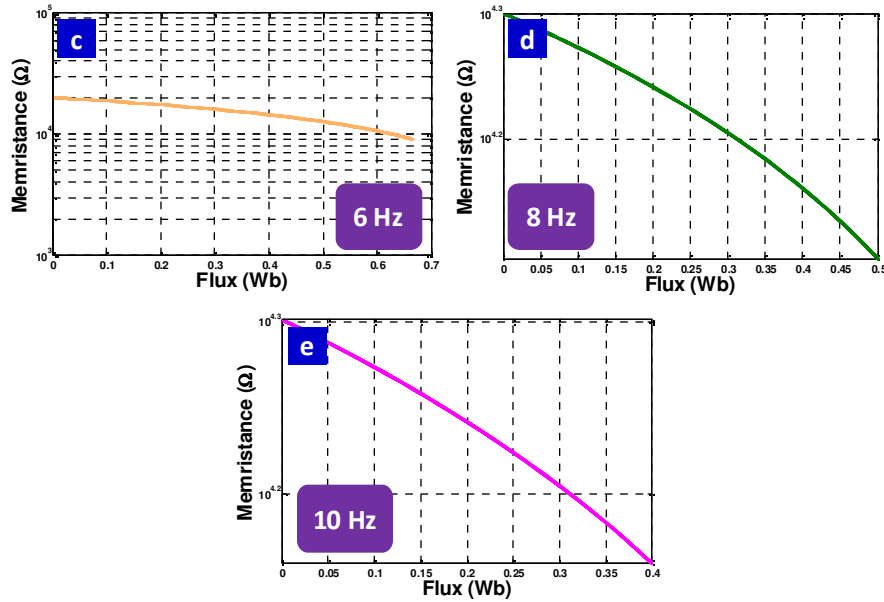 c
Memristance (Ω)
10^5
10^4
10^3
0 0.1 0.2 0.3 0.4 0.5 0.6 0.7
Flux (Wb)
6 Hz
d
Memristance (Ω)
10^4.3
10^4.2
0 0.05 0.1 0.15 0.2 0.25 0.3 0.35 0.4 0.45 0.5
Flux (Wb)
8 Hz
e
Memristance (Ω)
10^4.3
10^4.2
0 0.05 0.1 0.15 0.2 0.25 0.3 0.35 0.4
Flux (Wb)
10 Hz